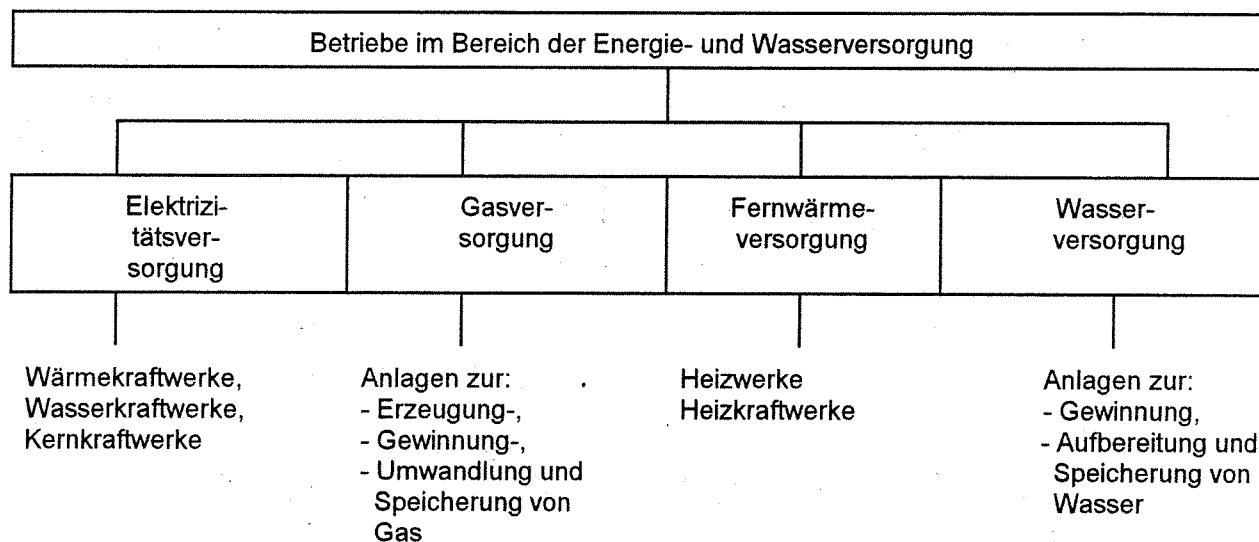 Betriebe im Bereich der Energie- und Wasserversorgung
Elektrizi-
tätsver-
sorgung
Gasver-
sorgung
Fernwärme-
versorgung
Wasser-
versorgung
Wärmekraftwerke,
Wasserkraftwerke,
Kernkraftwerke
Anlagen zur:
- Erzeugung-,
- Gewinnung-,
- Umwandlung und
Speicherung von
Gas
Heizwerke
Heizkraftwerke
Anlagen zur:
- Gewinnung,
- Aufbereitung und
Speicherung von
Wasser